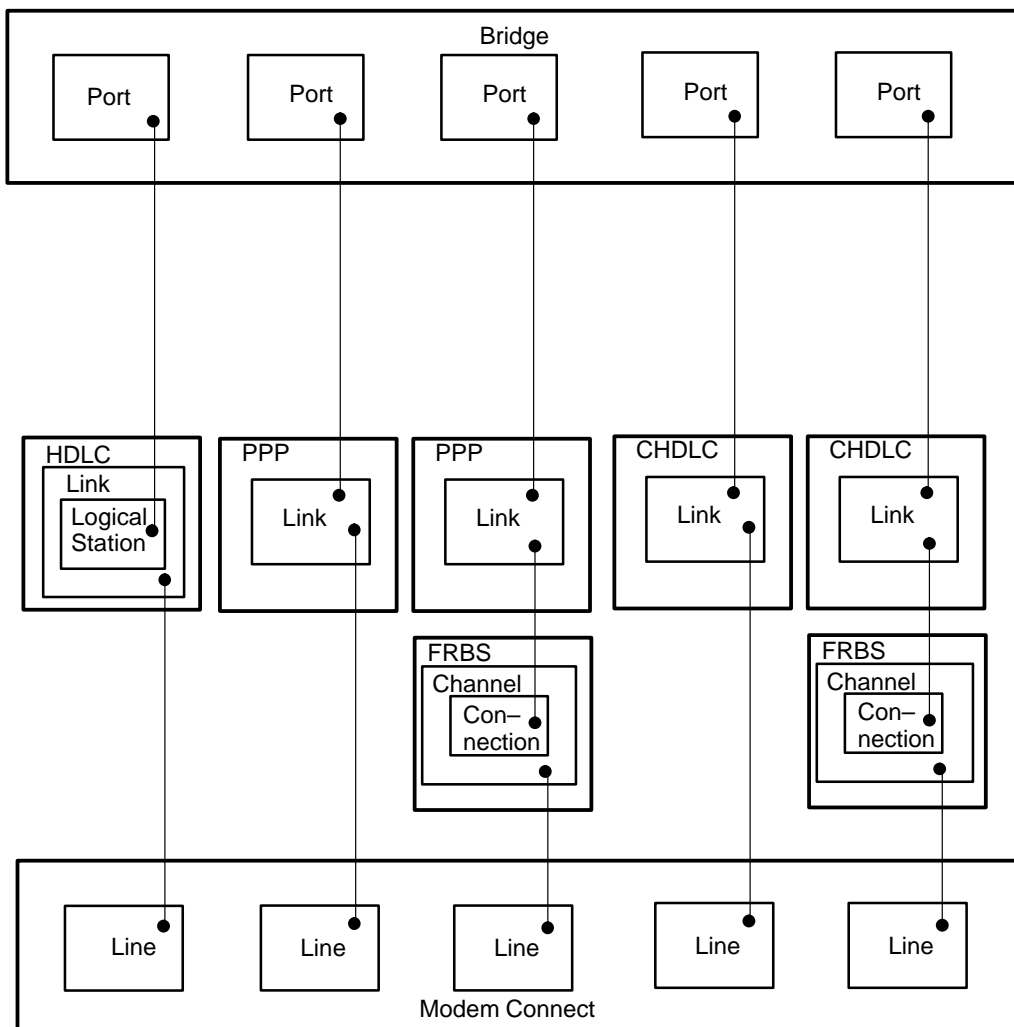 Bridge
Port
Port
Port
Port
Port
HDLC
Link
Logical
Station
PPP
Link
PPP
Link
CHDLC
Link
CHDLC
Link
FRBS
Channel
Con–
nection
FRBS
Channel
Con–
nection
Line
Line
Line
Line
Line
Modem Connect